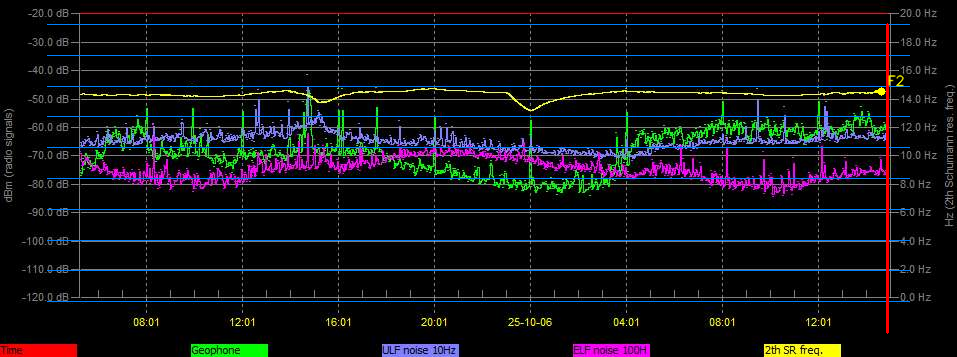 -20.0 dB 20.0 Hz
-30.0 dB 18.0 Hz
-40.0 dB 16.0 Hz
F2
-50.0 dB 14.0 Hz
-60.0 dB 12.0 Hz
-70.0 dB 10.0 Hz
-80.0 dB 8.0 Hz
-90.0 dB 6.0 Hz
-100.0 dB 4.0 Hz
-110.0 dB 2.0 Hz
-120.0 dB 0.0 Hz
dBm (radio signals)
Hz (2th Schumann res. freq.)
08:01 12:01 16:01 20:01 25-10-06 04:01 08:01 12:01
Time Geophone ULF noise 10Hz ELF noise 100H 2th SR freq.